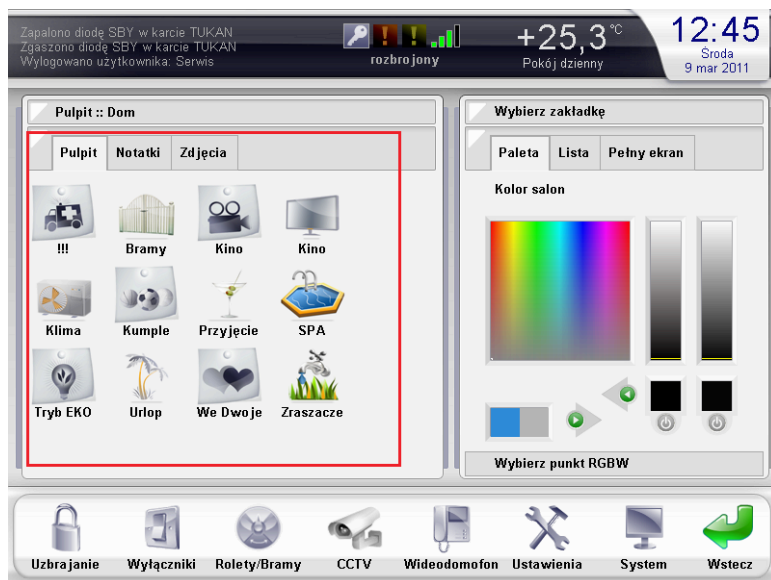 Zapalono diodę SBY w karcie TUKAN
Zgaszono diodę SBY w karcie TUKAN
Wylogowano użytkownika: Serwis
rozbrojony
+25,3 °C
Pokój dzienny
12:45
Środa
9 mar 2011
Pulpit :: Dom
Pulpit Notatki Zdjęcia
!!! Bramy Kino Kino
Klima Kumple Przyjęcie SPA
Tryb EKO Urlop We Dwoje Zraszacze
Wybierz zakładkę
Paleta Lista Pełny ekran
Kolor salon
Wybierz punkt RGBW
Uzbrajanie Wyłączniki Rolety/Bramy CCTV Wideodomofon Ustawienia System Wstecz